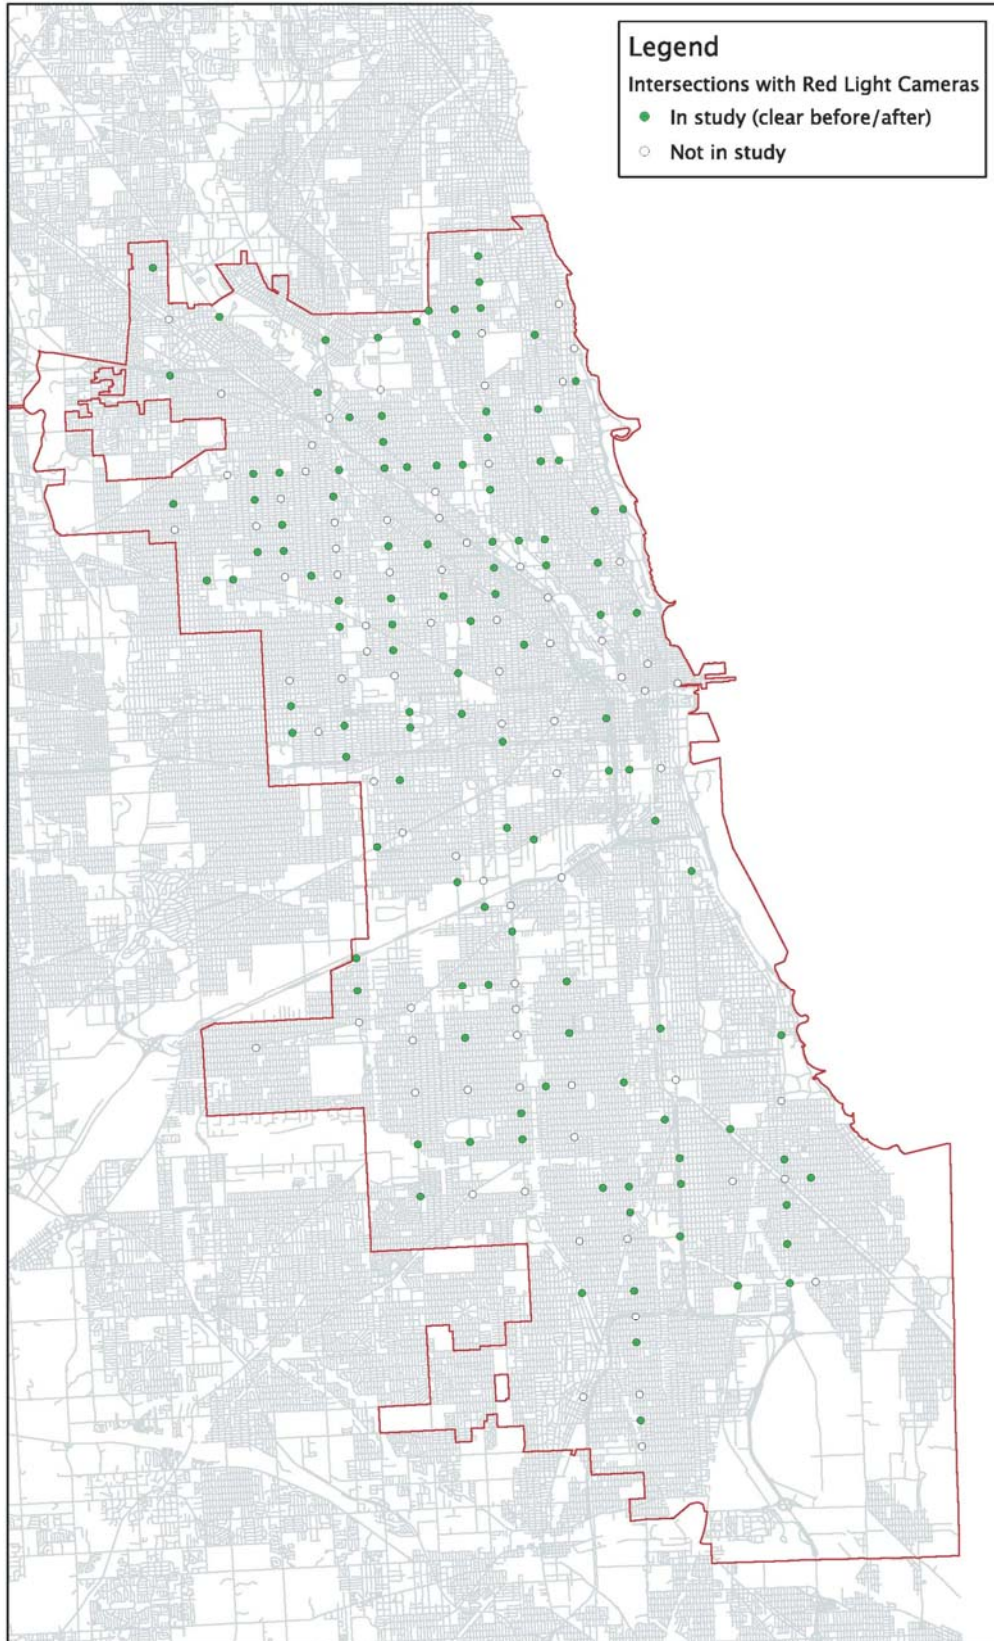 Legend
Intersections with Red Light Cameras
In study (clear before/after)
Not in study